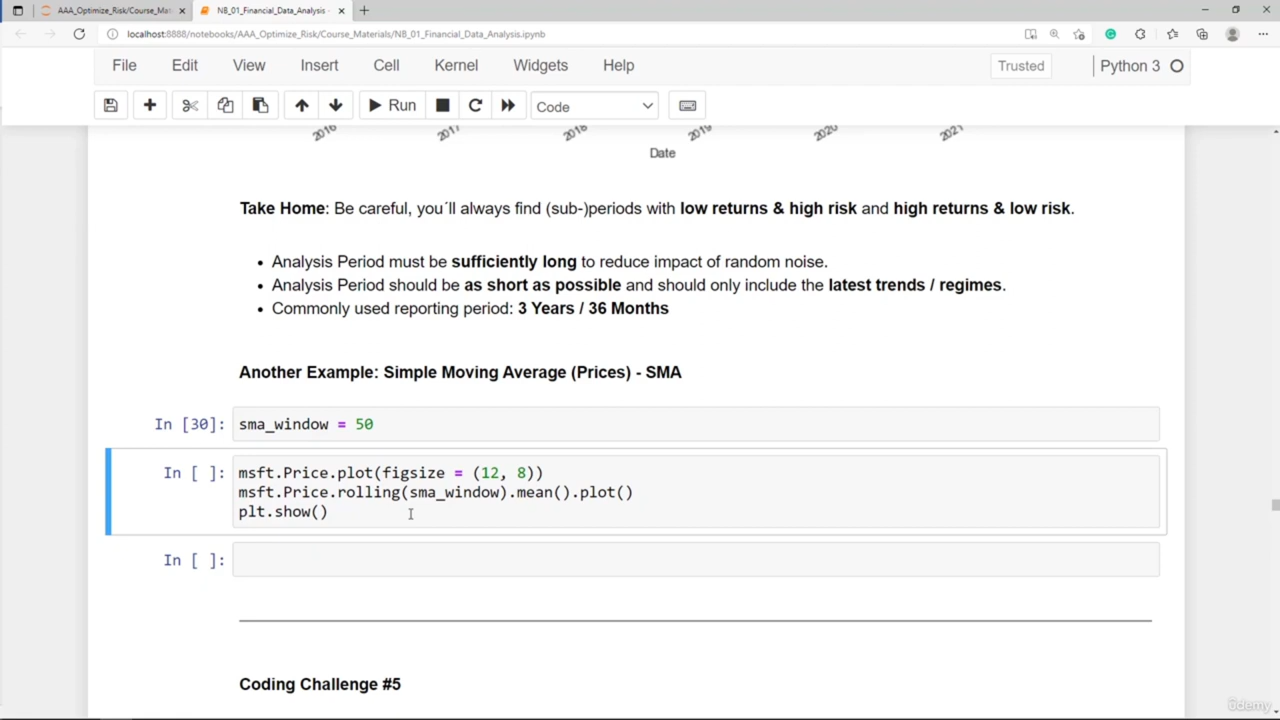 AAA_Optimize_Risk/Course_Mate
NB_01_Financial_Data_Analysis -
localhost:8888/notebooks/AAA_Optimize_Risk/Course_Materials/NB_01_Financial_Data_Analysis.ipynb
File Edit View Insert Cell Kernel Widgets Help Trusted Python 3
Run Code
2016 2017 2018 2019 2020 2021
Date
Take Home: Be careful, you´ll always find (sub-)periods with low returns & high risk and high returns & low risk.
• Analysis Period must be sufficiently long to reduce impact of random noise.
• Analysis Period should be as short as possible and should only include the latest trends / regimes.
• Commonly used reporting period: 3 Years / 36 Months
Another Example: Simple Moving Average (Prices) - SMA
In [30]: sma_window = 50
In [ ]: msft.Price.plot(figsize = (12, 8))
msft.Price.rolling(sma_window).mean().plot()
plt.show()
In [ ]:
Coding Challenge #5
ûdemy